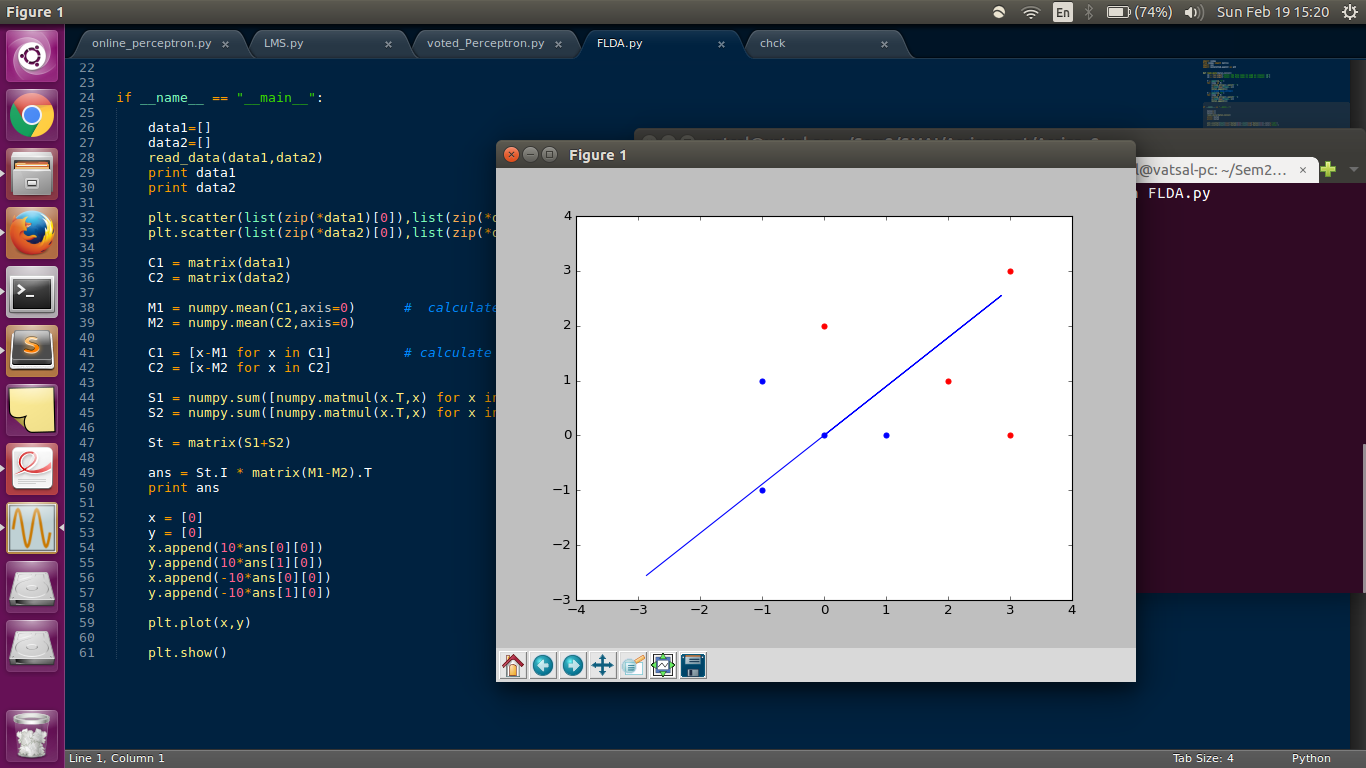 Figure 1
En
(74%)
Sun Feb 19 15:20
online_perceptron.py ×
LMS.py ×
voted_Perceptron.py ×
FLDA.py ×
chck ×
22
23
24 if __name__ == "__main__":
25
26 data1=[]
27 data2=[]
28 read_data(data1,data2)
29 print data1
30 print data2
31
32 plt.scatter(list(zip(*data1)[0]),list(zip(*
33 plt.scatter(list(zip(*data2)[0]),list(zip(*
34
35 C1 = matrix(data1)
36 C2 = matrix(data2)
37
38 M1 = numpy.mean(C1,axis=0) # calculate
39 M2 = numpy.mean(C2,axis=0)
40
41 C1 = [x-M1 for x in C1] # calculate
42 C2 = [x-M2 for x in C2]
43
44 S1 = numpy.sum([numpy.matmul(x.T,x) for x in
45 S2 = numpy.sum([numpy.matmul(x.T,x) for x in
46
47 St = matrix(S1+S2)
48
49 ans = St.I * matrix(M1-M2).T
50 print ans
51
52 x = [0]
53 y = [0]
54 x.append(10*ans[0][0])
55 y.append(10*ans[1][0])
56 x.append(-10*ans[0][0])
57 y.append(-10*ans[1][0])
58
59 plt.plot(x,y)
60
61 plt.show()
Figure 1
4
3
2
1
0
−1
−2
−3
−4 −3 −2 −1 0 1 2 3 4
@vatsal-pc: ~/Sem2... ×
FLDA.py
Line 1, Column 1
Tab Size: 4
Python